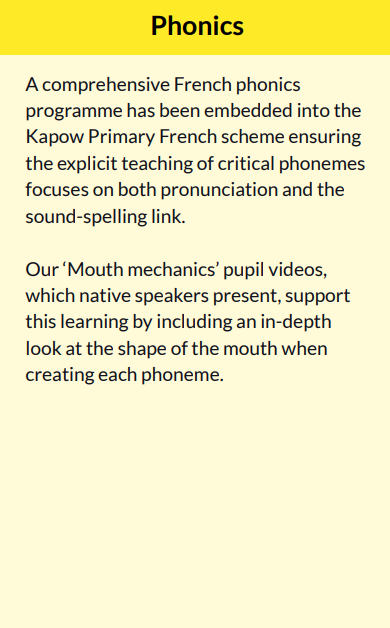 Phonics
A comprehensive French phonics
programme has been embedded into the
Kapow Primary French scheme ensuring
the explicit teaching of critical phonemes
focuses on both pronunciation and the
sound-spelling link.
Our ‘Mouth mechanics’ pupil videos,
which native speakers present, support
this learning by including an in-depth
look at the shape of the mouth when
creating each phoneme.